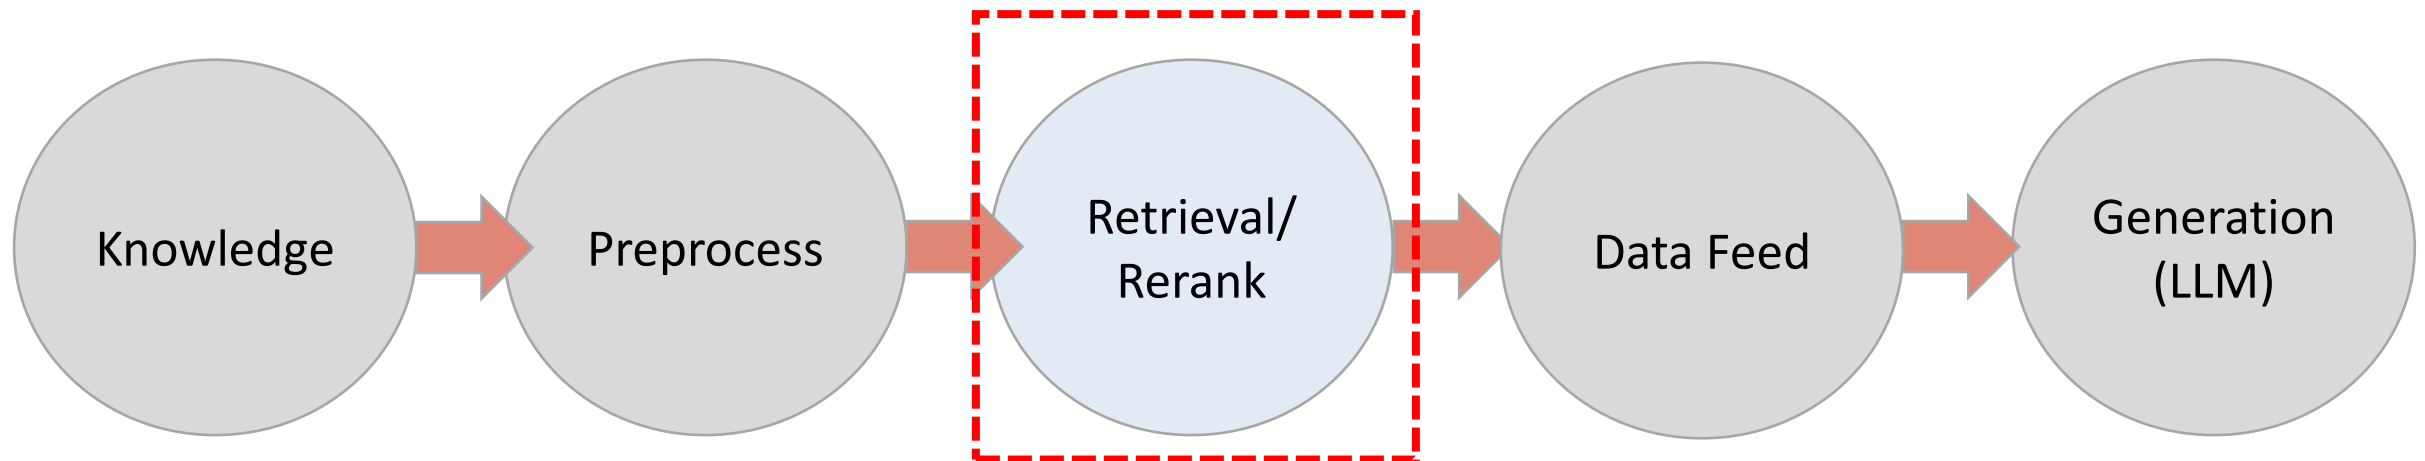 Knowledge
Preprocess
Retrieval/
Rerank
Data Feed
Generation
(LLM)